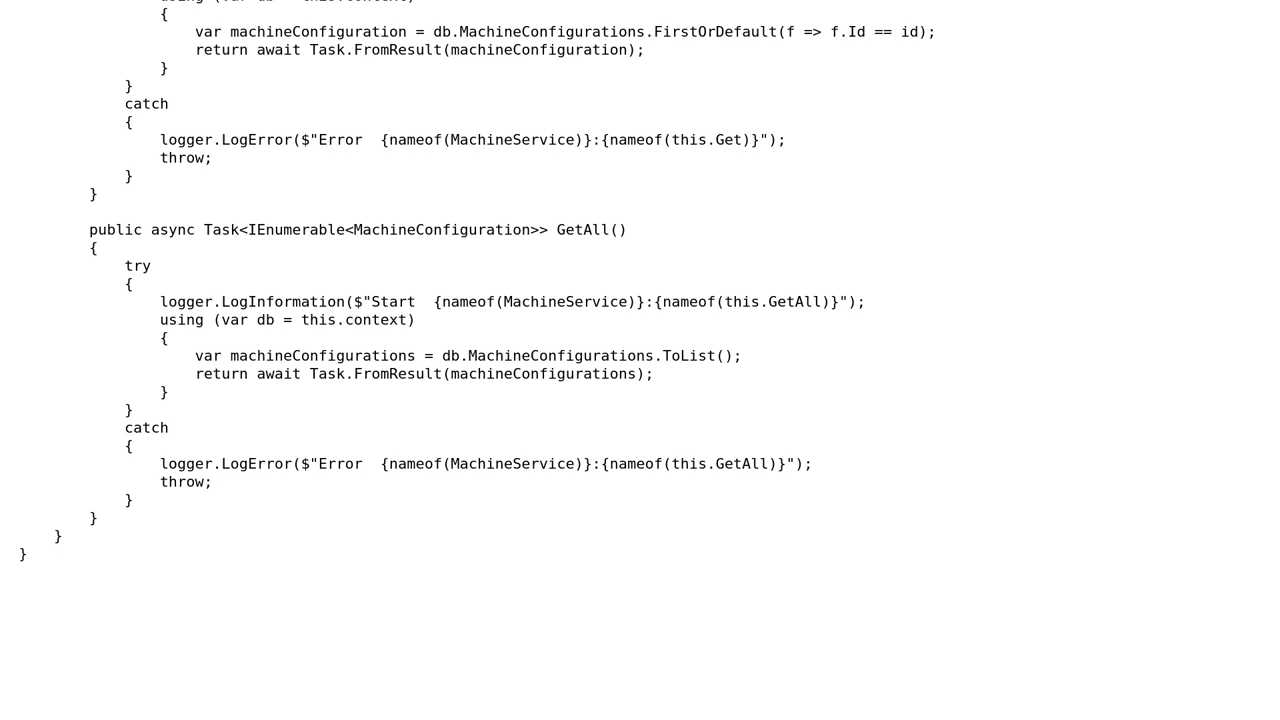 {
                    var machineConfiguration = db.MachineConfigurations.FirstOrDefault(f => f.Id == id);
                    return await Task.FromResult(machineConfiguration);
                }
            }
            catch
            {
                logger.LogError($"Error  {nameof(MachineService)}:{nameof(this.Get)}");
                throw;
            }
        }

        public async Task<IEnumerable<MachineConfiguration>> GetAll()
        {
            try
            {
                logger.LogInformation($"Start  {nameof(MachineService)}:{nameof(this.GetAll)}");
                using (var db = this.context)
                {
                    var machineConfigurations = db.MachineConfigurations.ToList();
                    return await Task.FromResult(machineConfigurations);
                }
            }
            catch
            {
                logger.LogError($"Error  {nameof(MachineService)}:{nameof(this.GetAll)}");
                throw;
            }
        }
    }
}